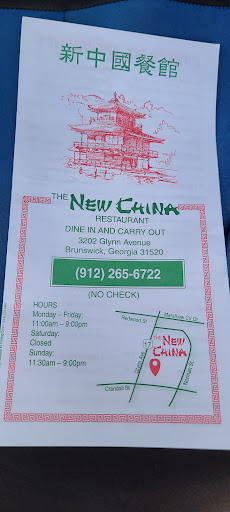 新中國餐館
THE NEW CHINA
RESTAURANT
DINE IN AND CARRY OUT
3202 Glynn Avenue
Brunswick, Georgia 31520
(912) 265-6722
(NO CHECK)
HOURS
Monday – Friday:
11:00am – 9:00pm
Saturday:
Closed
Sunday:
11:30am – 9:00pm
Redwood St
17
THE NEW CHINA
Crandall St